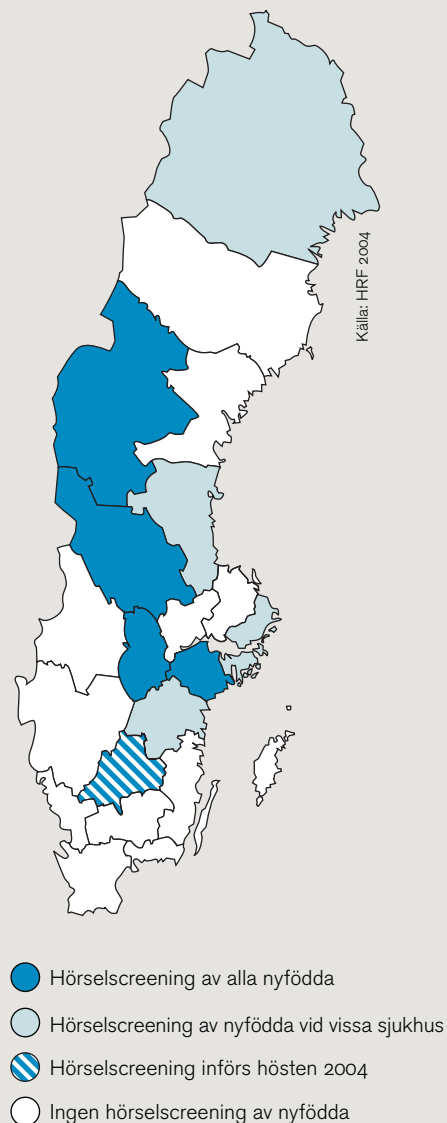 Källa: HRF 2004
Hörselscreening av alla nyfödda
Hörselscreening av nyfödda vid vissa sjukhus
Hörselscreening införs hösten 2004
Ingen hörselscreening av nyfödda